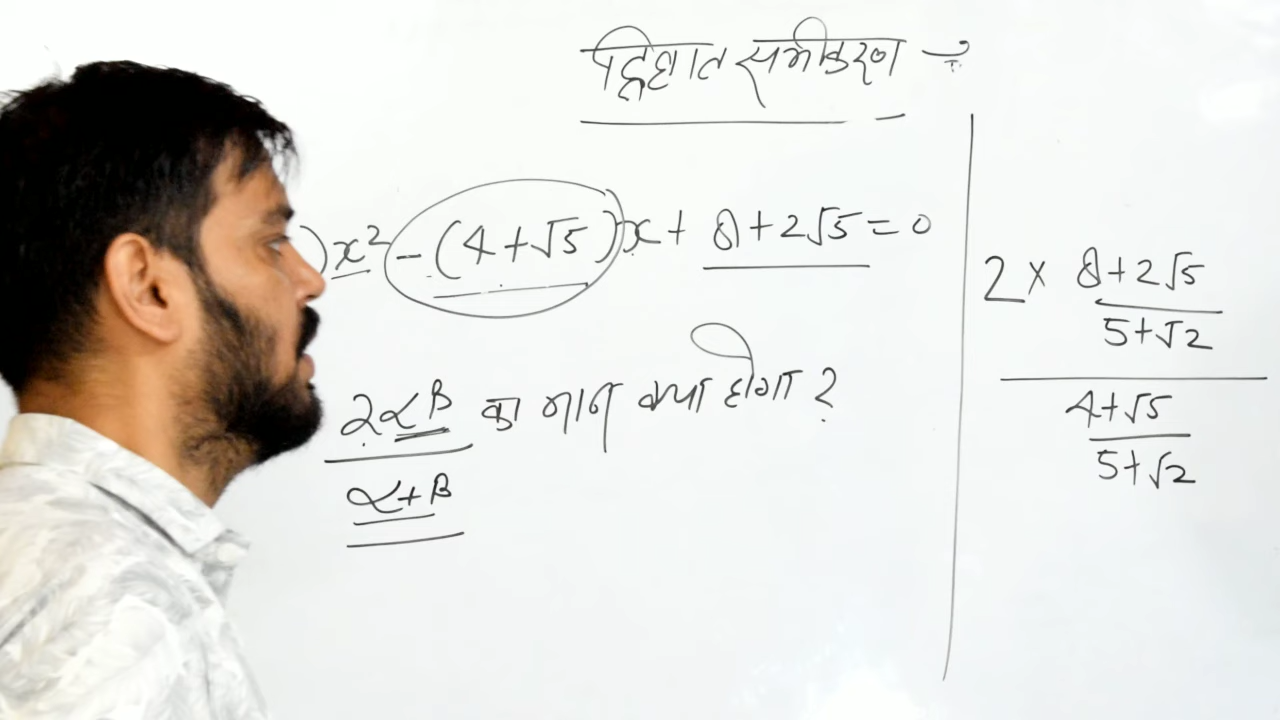 द्विघात समीकरण →
)x² - (4+√5)x + 8+2√5 = 0
2αβ का मान क्या होगा ?
α+β
2 × 8+2√5
5+√2
4+√5
5+√2